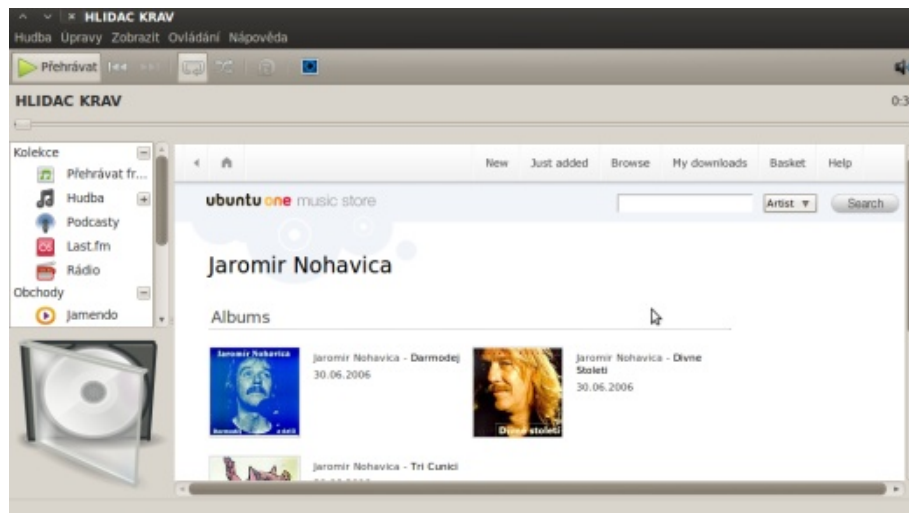 HLIDAC KRAV
Hudba Úpravy Zobrazit Ovládání Nápověda
Přehrávat
HLIDAC KRAV
0:3
Kolekce
Přehrávat fr...
Hudba
Podcasty
Last.fm
Rádio
Obchody
Jamendo
New Just added Browse My downloads Basket Help
ubuntu one music store
Artist Search
Jaromir Nohavica
Albums
Jaromir Nohavica
Darmodej
Jaromir Nohavica - Darmodej
30.06.2006
Divné století
Jaromir Nohavica - Divne
Stoleti
30.06.2006
Jaromir Nohavica - Tri Cunici